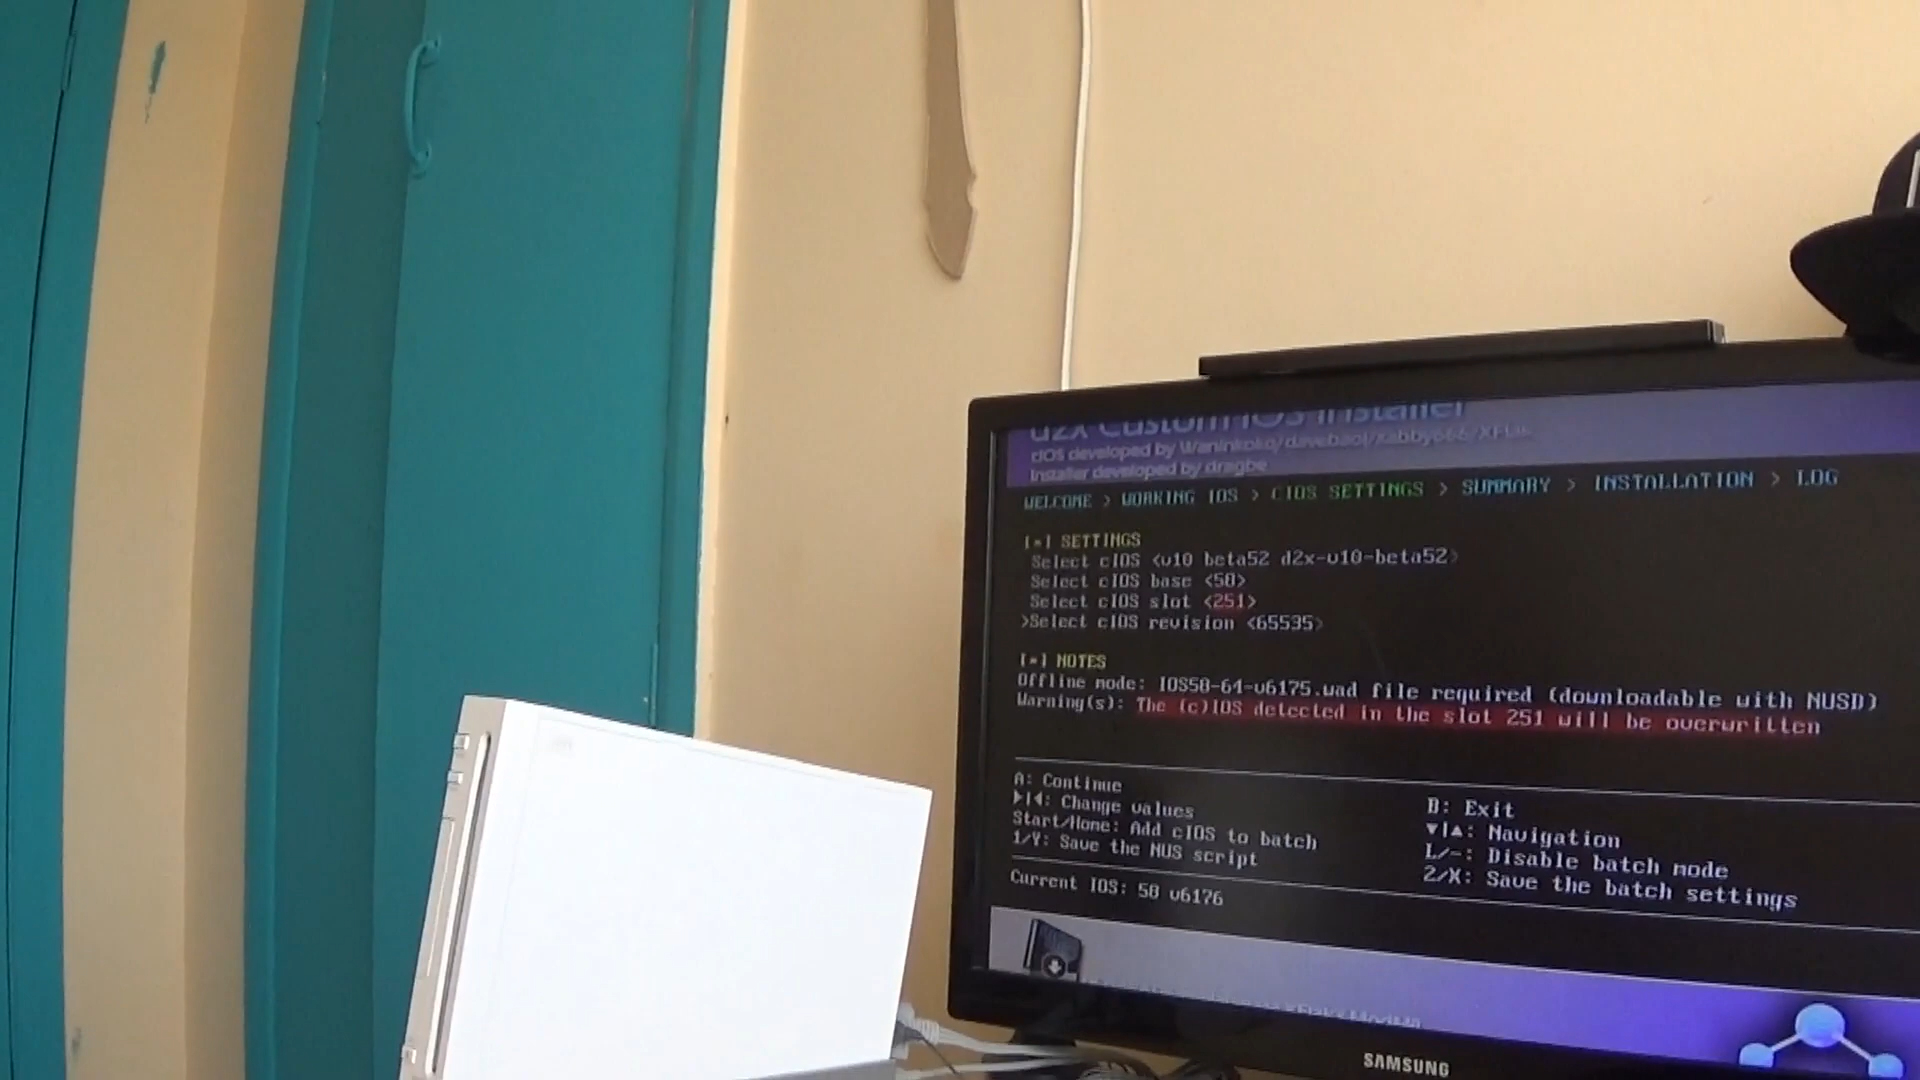 d2x Custom IOS Installer
cIOS developed by Waninkoko/davebaol/xabby666/XFlak
Installer developed by dragbe
WELCOME > WORKING IOS > CIOS SETTINGS > SUMMARY > INSTALLATION > LOG
[*] SETTINGS
Select cIOS <v10 beta52 d2x-v10-beta52>
Select cIOS base <58>
Select cIOS slot <251>
>Select cIOS revision <65535>
[*] NOTES
Offline mode: IOS58-64-v6175.wad file required (downloadable with NUSD)
Warning(s): The (c)IOS detected in the slot 251 will be overwritten
A: Continue
B: Exit
►|◄: Change values
▼|▲: Navigation
Start/Home: Add cIOS to batch
L/-: Disable batch mode
1/Y: Save the NUS script
2/X: Save the batch settings
Current IOS: 58 v6176
SAMSUNG